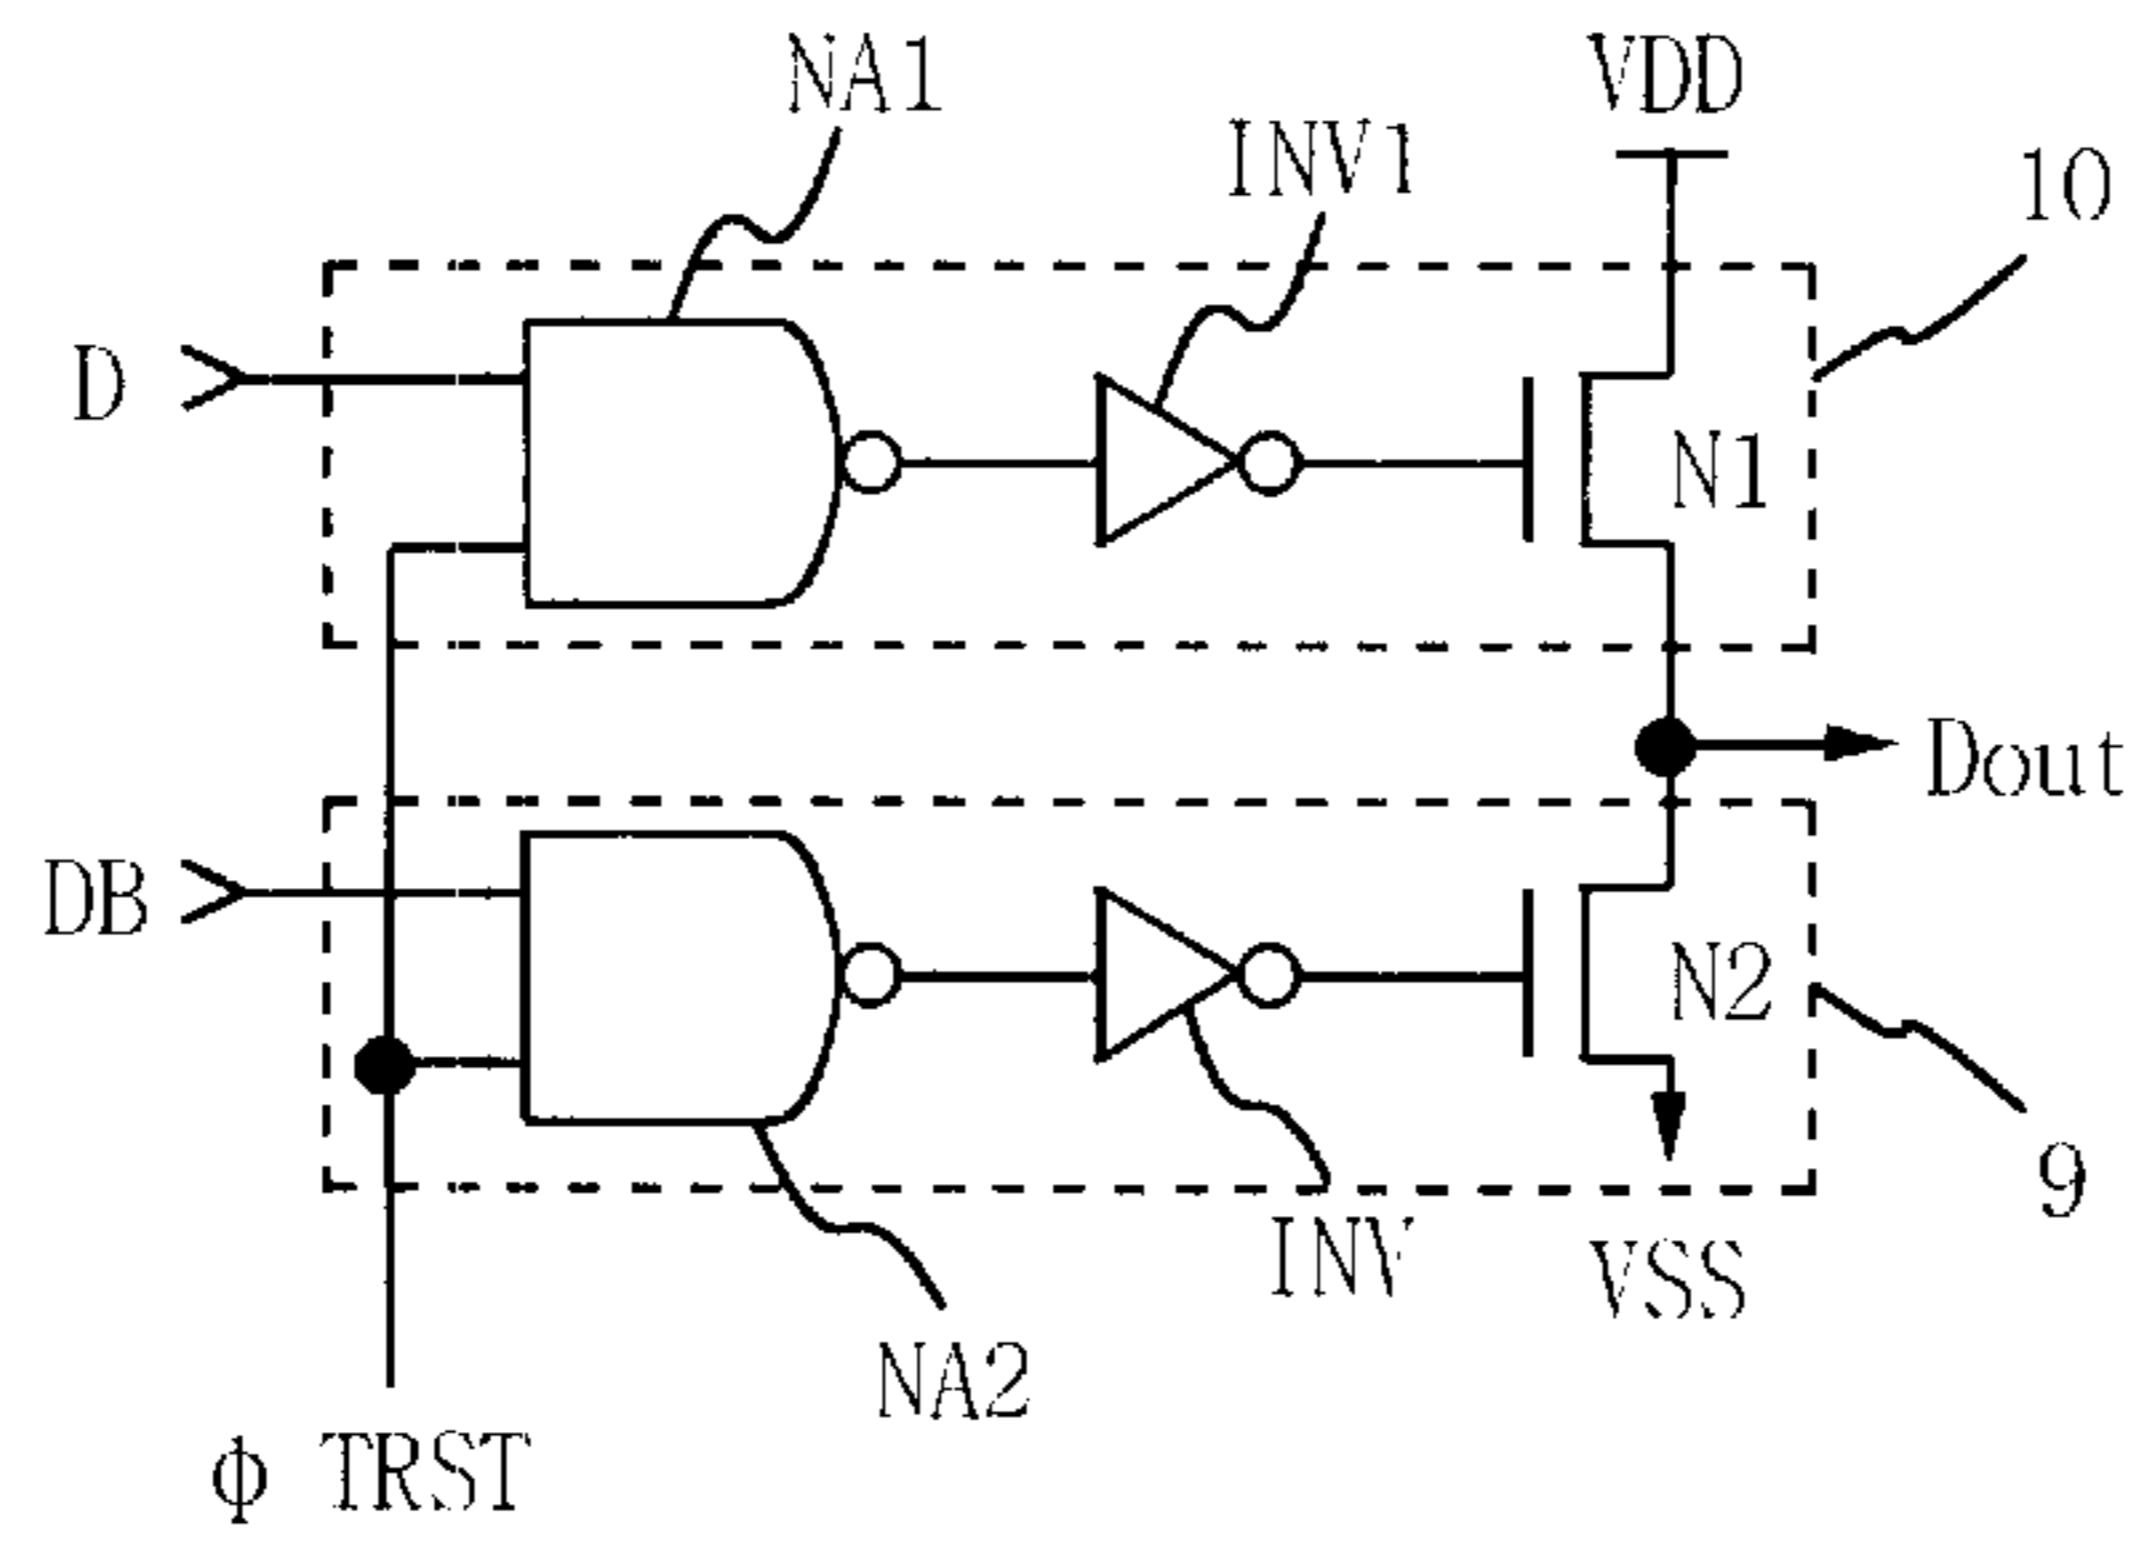 NA1
VDD
INV1
10
D
N1
Dout
DB
N2
9
INV
VSS
NA2
φ TRST